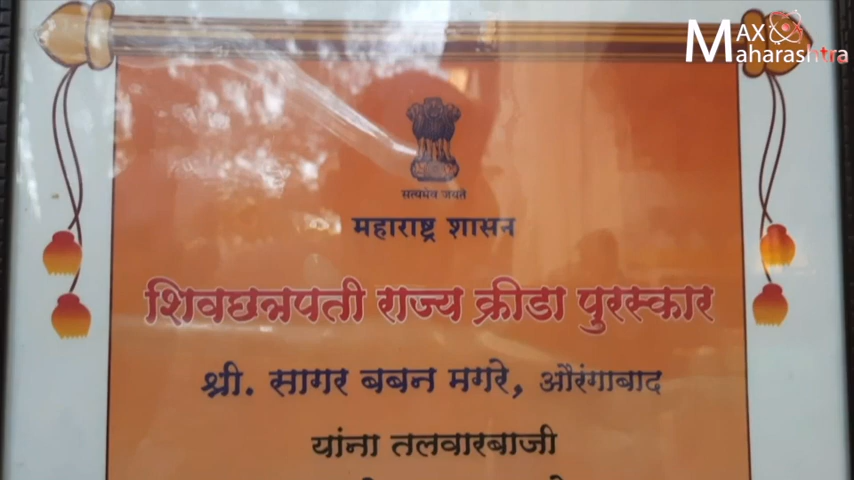 MAX Maharashtra
सत्यमेव जयते
महाराष्ट्र शासन
शिवछत्रपती राज्य क्रीडा पुरस्कार
श्री. सागर बबन मगरे, औरंगाबाद
यांना तलवारबाजी